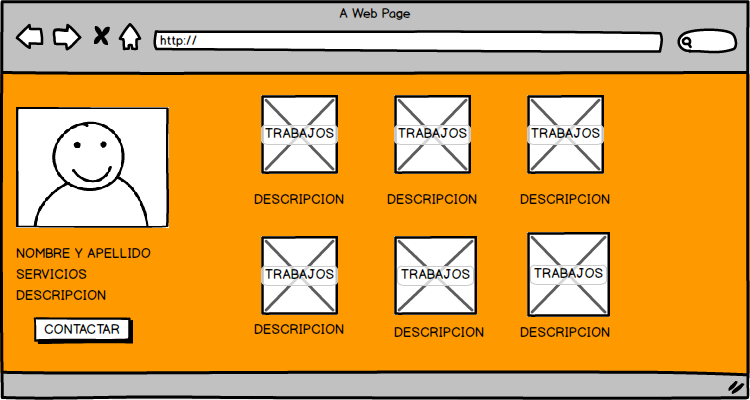 A Web Page
http://
TRABAJOS TRABAJOS TRABAJOS
DESCRIPCION DESCRIPCION DESCRIPCION
NOMBRE Y APELLIDO
SERVICIOS
DESCRIPCION
CONTACTAR
TRABAJOS TRABAJOS TRABAJOS
DESCRIPCION DESCRIPCION DESCRIPCION